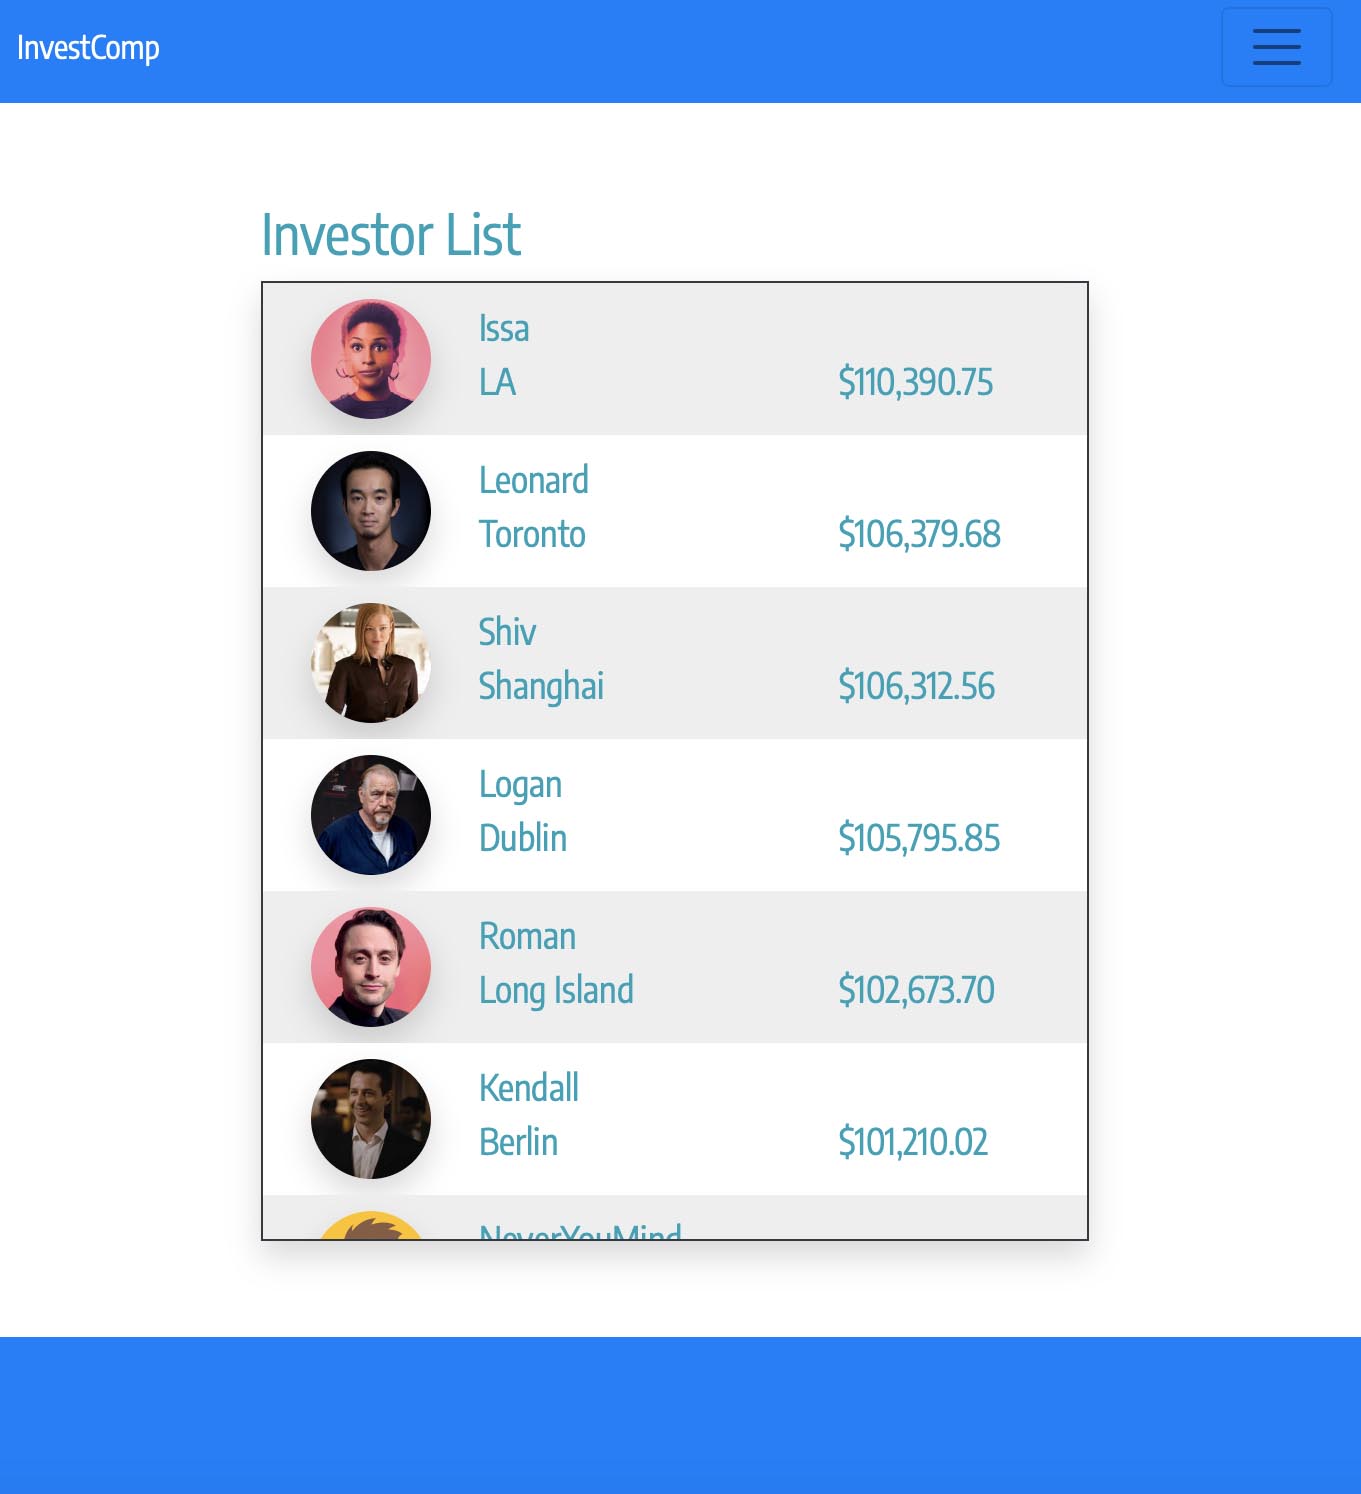 InvestComp
Investor List
Issa
LA
$110,390.75
Leonard
Toronto
$106,379.68
Shiv
Shanghai
$106,312.56
Logan
Dublin
$105,795.85
Roman
Long Island
$102,673.70
Kendall
Berlin
$101,210.02
NeverYouMind